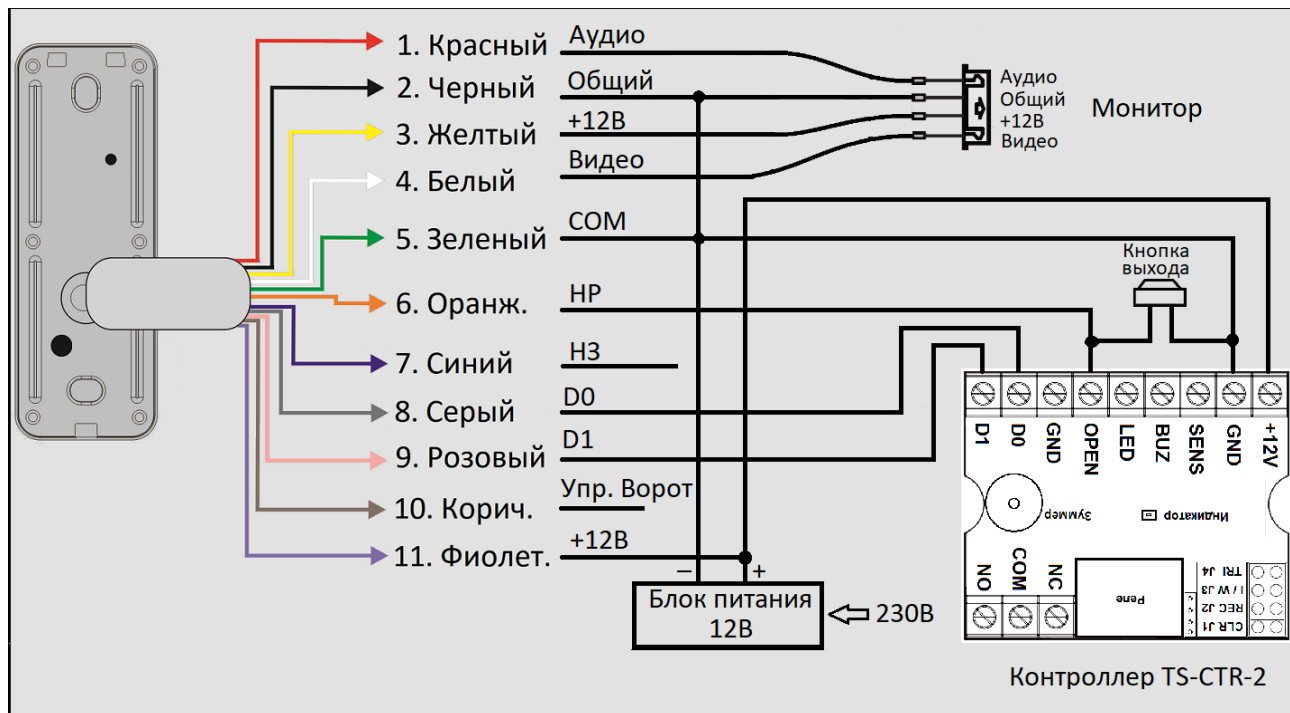 1. Красный
Аудио
2. Черный
Общий
3. Желтый
+12В
4. Белый
Видео
5. Зеленый
COM
6. Оранж.
НР
7. Синий
НЗ
8. Серый
D0
9. Розовый
D1
10. Корич.
Упр. Ворот
11. Фиолет.
+12В
Аудио
Общий
+12В
Видео
Монитор
Кнопка
выхода
D1
D0
GND
OPEN
LED
BUZ
SENS
GND
+12V
Зуммер
Индикатор
NO
COM
NC
Реле
TRI J4
I / W J3
REC J2
CLR J1
– +
Блок питания
12В
230В
Контроллер TS-CTR-2